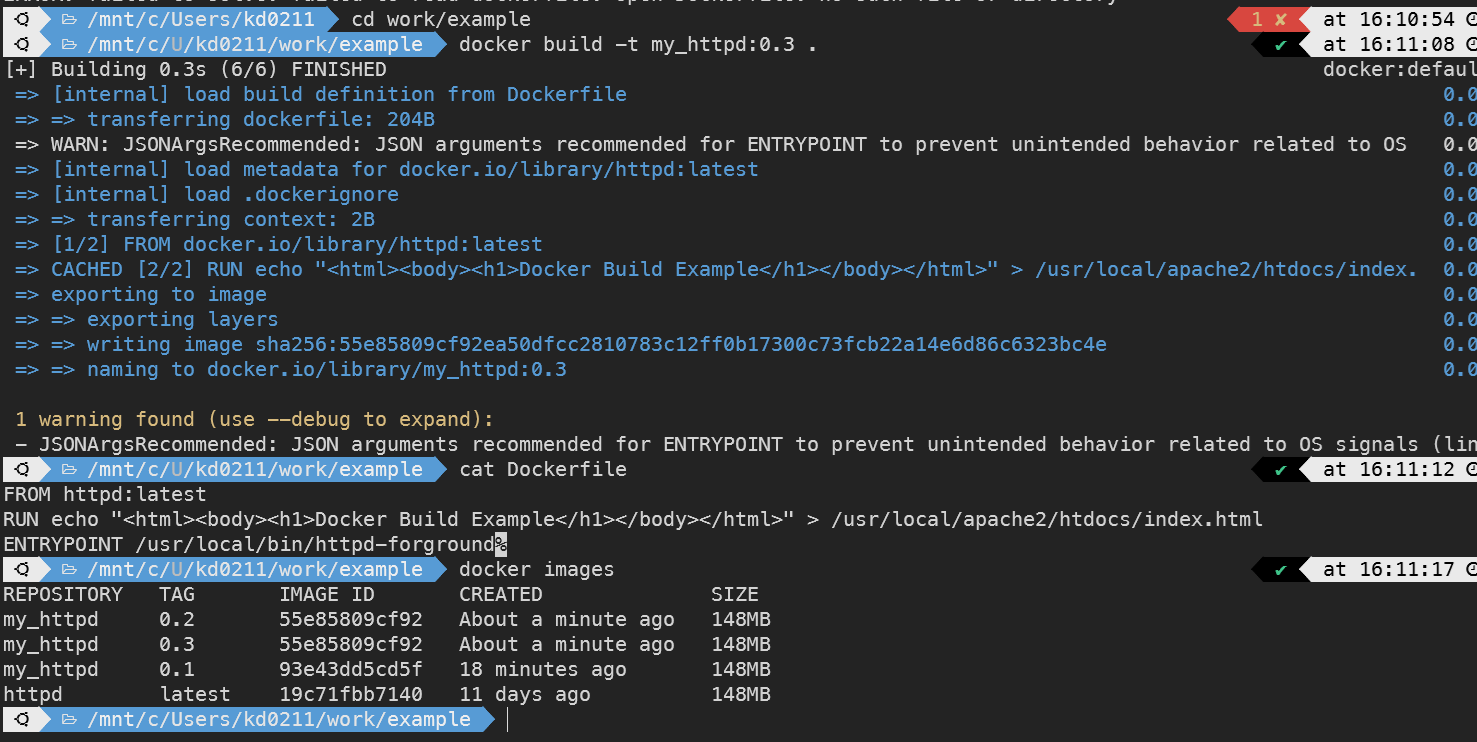 /mnt/c/Users/kd0211 cd work/example 1 ✘ at 16:10:54
/mnt/c/U/kd0211/work/example docker build -t my_httpd:0.3 . ✔ at 16:11:08
[+] Building 0.3s (6/6) FINISHED docker:defaul
=> [internal] load build definition from Dockerfile 0.0
=> => transferring dockerfile: 204B 0.0
=> WARN: JSONArgsRecommended: JSON arguments recommended for ENTRYPOINT to prevent unintended behavior related to OS 0.0
=> [internal] load metadata for docker.io/library/httpd:latest 0.0
=> [internal] load .dockerignore 0.0
=> => transferring context: 2B 0.0
=> [1/2] FROM docker.io/library/httpd:latest 0.0
=> CACHED [2/2] RUN echo "<html><body><h1>Docker Build Example</h1></body></html>" > /usr/local/apache2/htdocs/index. 0.0
=> exporting to image 0.0
=> => exporting layers 0.0
=> => writing image sha256:55e85809cf92ea50dfcc2810783c12ff0b17300c73fcb22a14e6d86c6323bc4e 0.0
=> => naming to docker.io/library/my_httpd:0.3 0.0
1 warning found (use --debug to expand):
- JSONArgsRecommended: JSON arguments recommended for ENTRYPOINT to prevent unintended behavior related to OS signals (lin
/mnt/c/U/kd0211/work/example cat Dockerfile ✔ at 16:11:12
FROM httpd:latest
RUN echo "<html><body><h1>Docker Build Example</h1></body></html>" > /usr/local/apache2/htdocs/index.html
ENTRYPOINT /usr/local/bin/httpd-forground%
/mnt/c/U/kd0211/work/example docker images ✔ at 16:11:17
REPOSITORY TAG IMAGE ID CREATED SIZE
my_httpd 0.2 55e85809cf92 About a minute ago 148MB
my_httpd 0.3 55e85809cf92 About a minute ago 148MB
my_httpd 0.1 93e43dd5cd5f 18 minutes ago 148MB
httpd latest 19c71fbb7140 11 days ago 148MB
/mnt/c/Users/kd0211/work/example